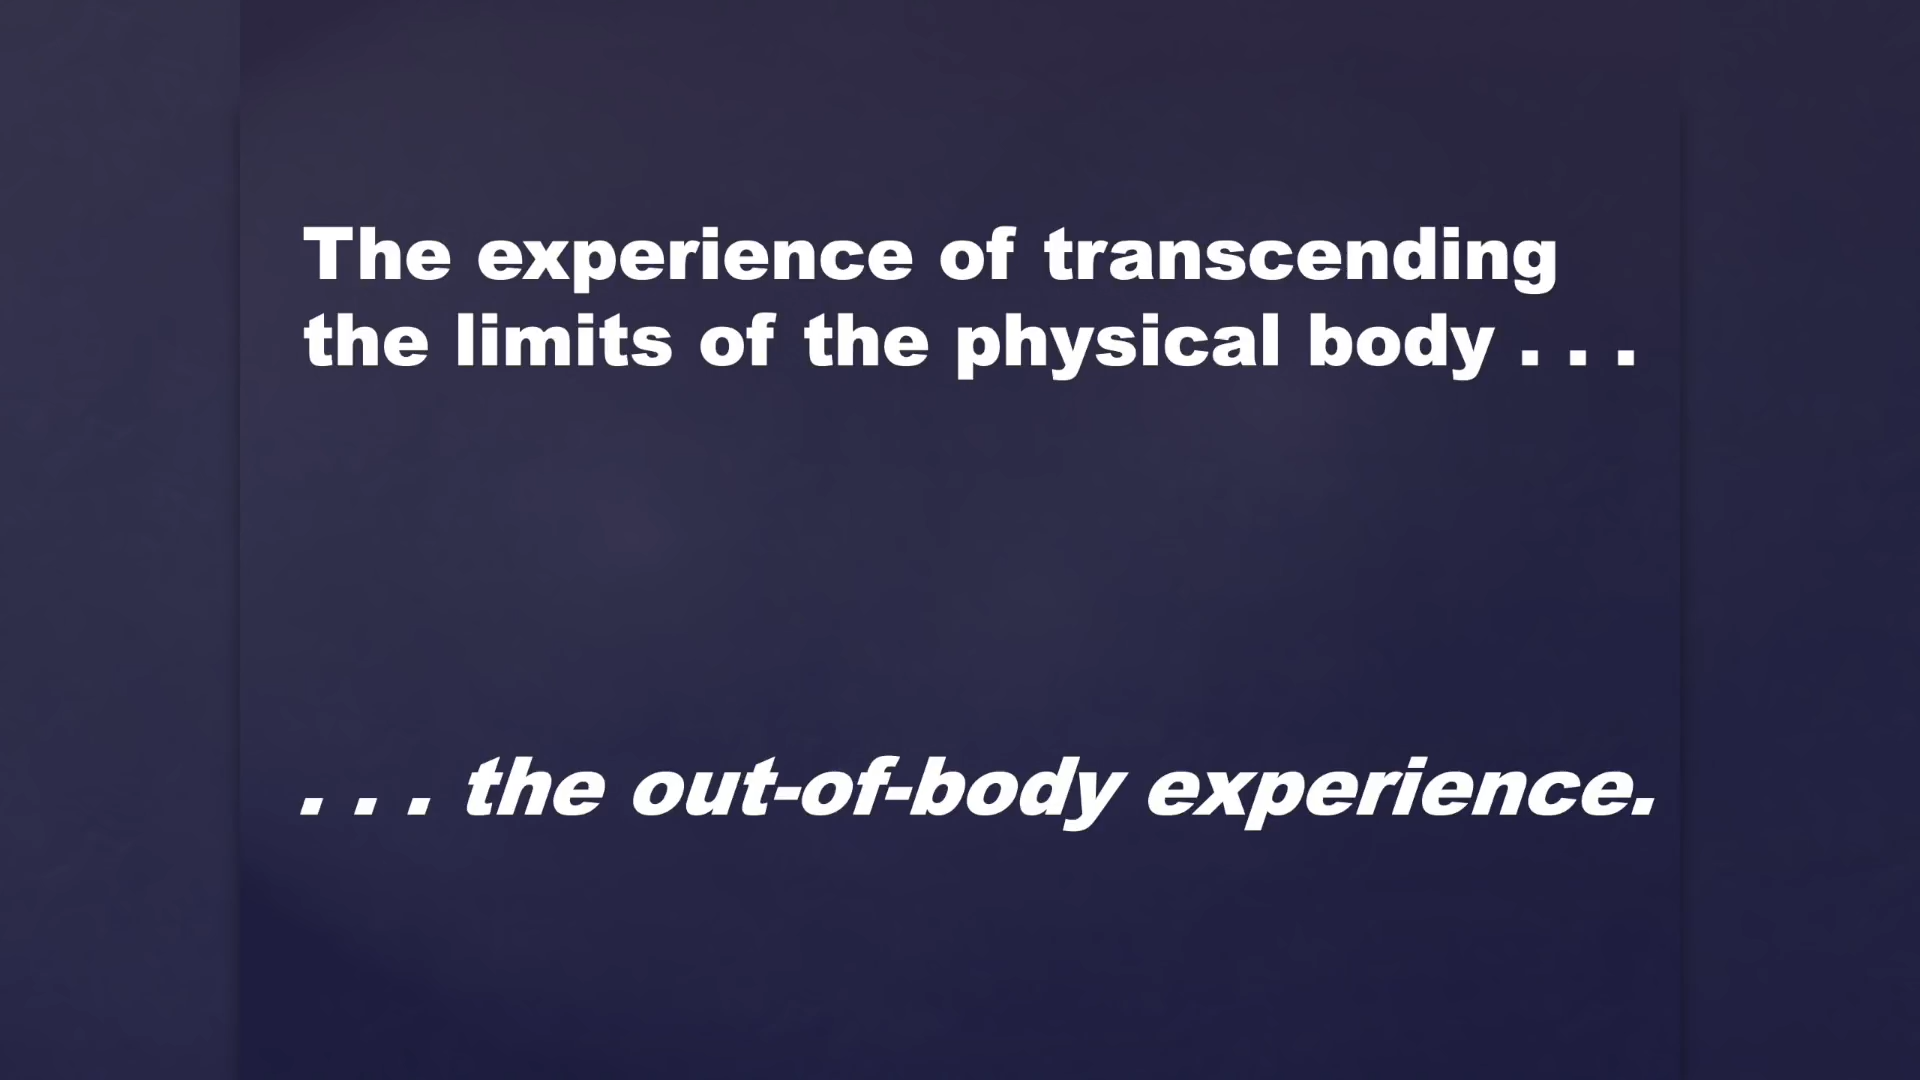 The experience of transcending
the limits of the physical body . . .
. . . the out-of-body experience.